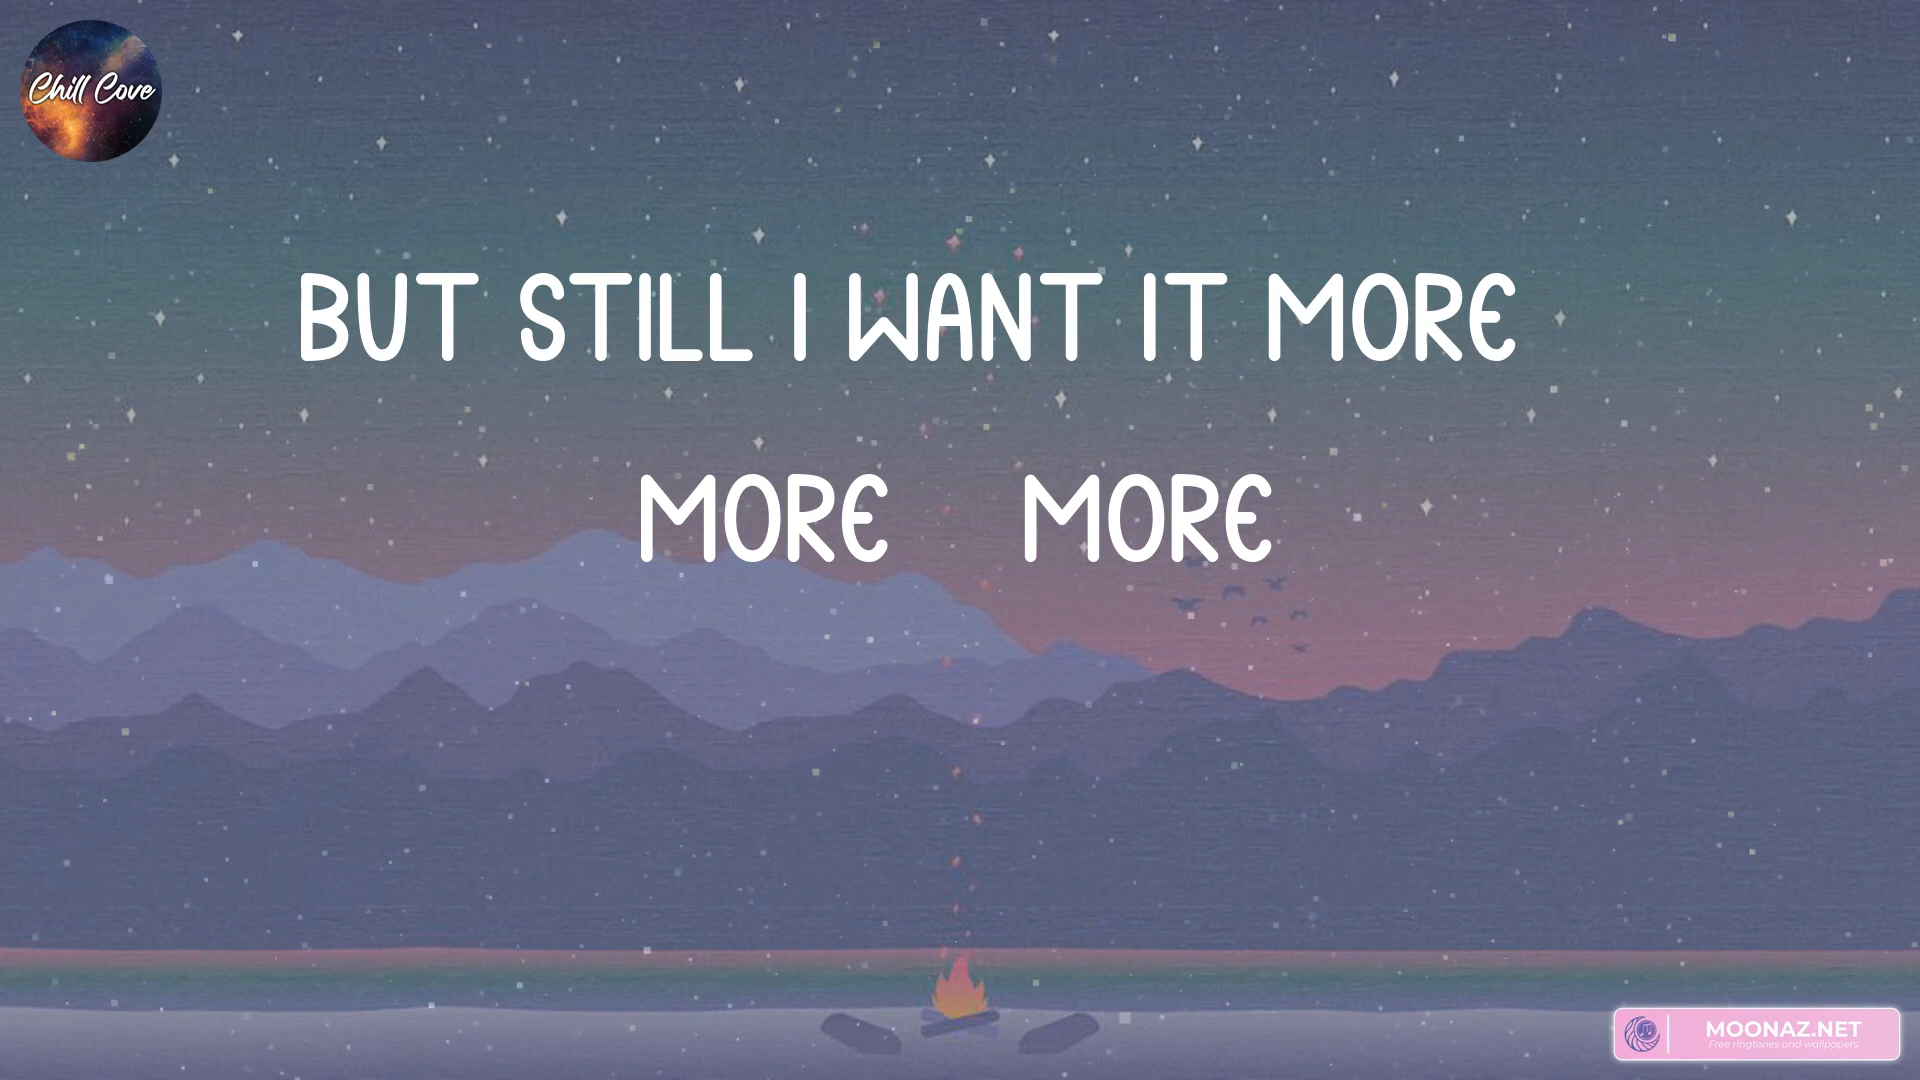 Chill Cove
BUT STILL I WANT IT MORE
MORE MORE
MOONAZ.NET
Free ringtones and wallpapers